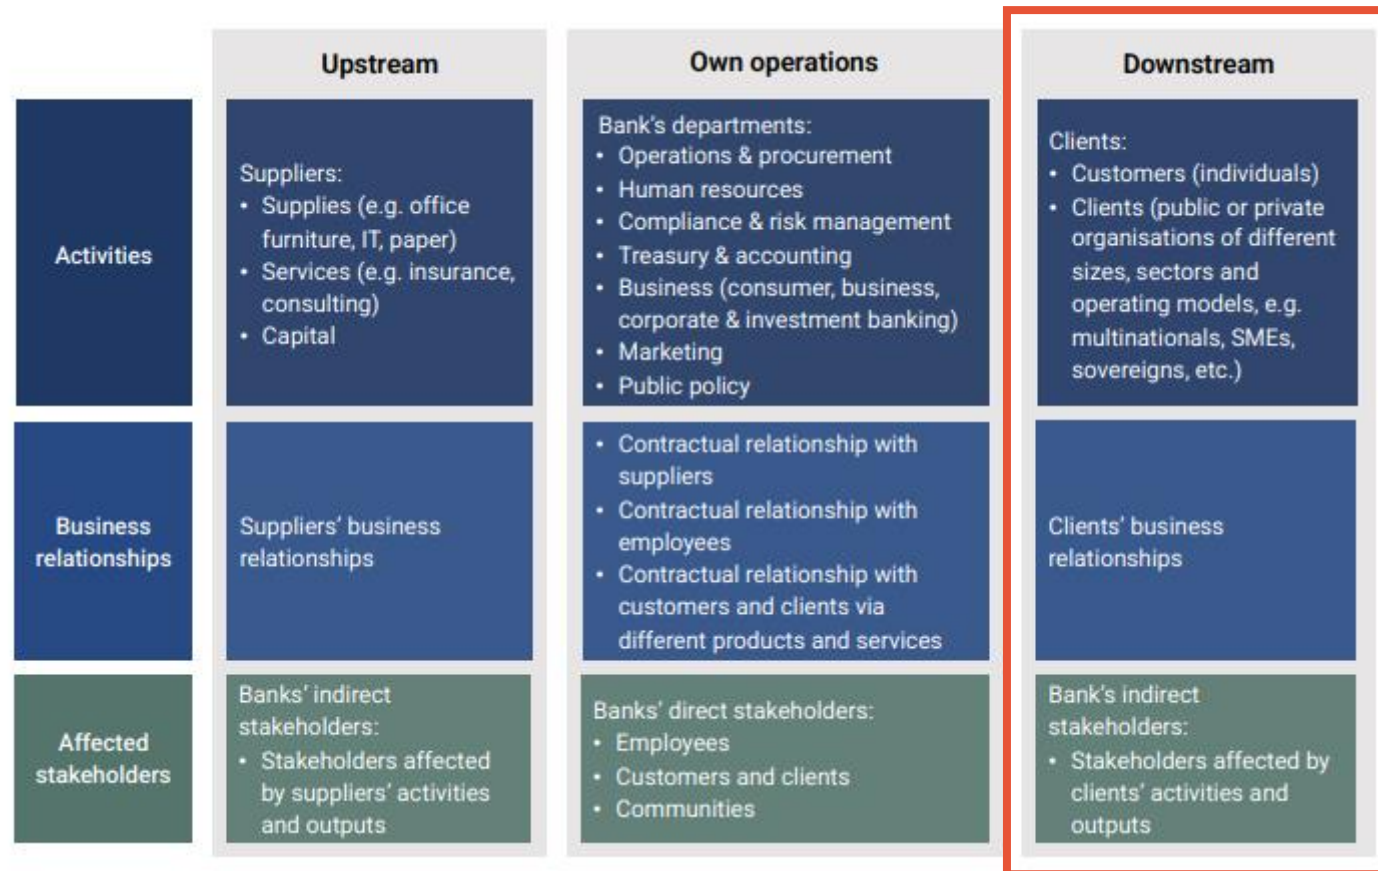 Upstream
Own operations
Downstream
Activities
Suppliers:
• Supplies (e.g. office
furniture, IT, paper)
• Services (e.g. insurance,
consulting)
• Capital
Bank's departments:
• Operations & procurement
• Human resources
• Compliance & risk management
• Treasury & accounting
• Business (consumer, business,
corporate & investment banking)
• Marketing
• Public policy
Clients:
• Customers (individuals)
• Clients (public or private
organisations of different
sizes, sectors and
operating models, e.g.
multinationals, SMEs,
sovereigns, etc.)
Business
relationships
Suppliers' business
relationships
• Contractual relationship with
suppliers
• Contractual relationship with
employees
• Contractual relationship with
customers and clients via
different products and services
Clients' business
relationships
Affected
stakeholders
Banks' indirect
stakeholders:
• Stakeholders affected
by suppliers' activities
and outputs
Banks' direct stakeholders:
• Employees
• Customers and clients
• Communities
Bank's indirect
stakeholders:
• Stakeholders affected by
clients' activities and
outputs